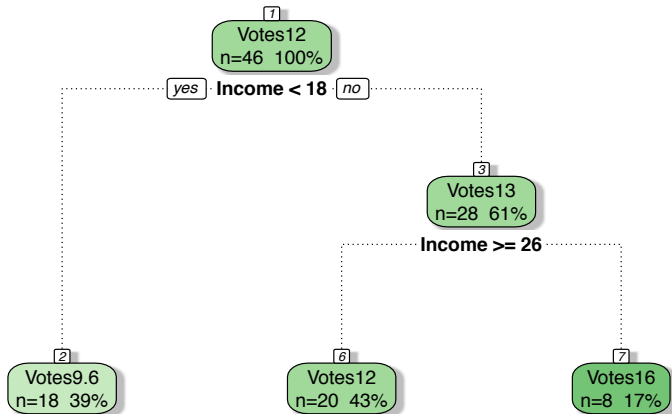 1
Votes12
n=46 100%
yes Income < 18 no
3
Votes13
n=28 61%
Income >= 26
2
Votes9.6
n=18 39%
6
Votes12
n=20 43%
7
Votes16
n=8 17%